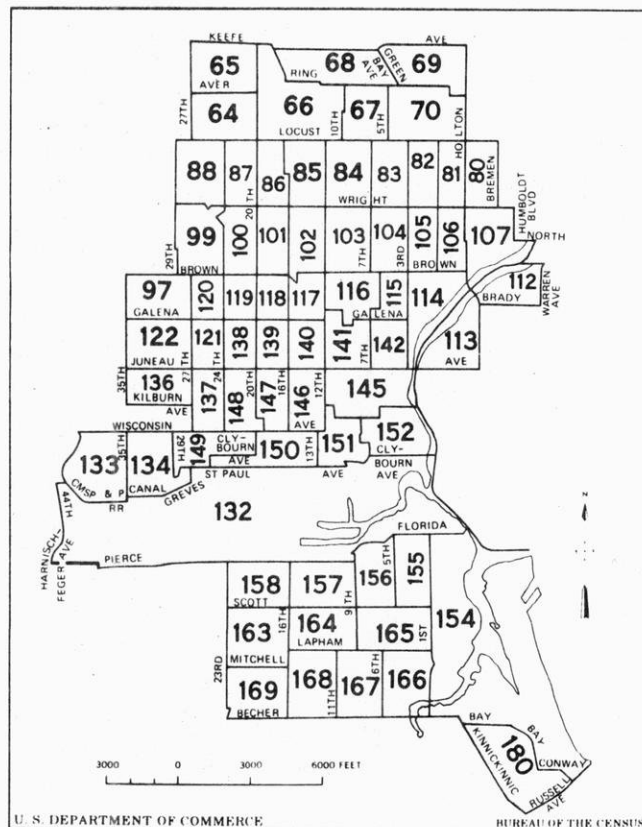 KEEFE AVE
65 RING 68 BAY AVE GREEN 69
AVER
27TH 64 66 67 5TH 70
LOCUST 10TH HOLTON
88 87 86 85 84 83 82 81 80 BREMEN
20TH WRIGHT HUMBOLDT BLVD
99 100 101 102 103 104 105 106 107 NORTH
29TH BROWN 7TH 3RD BROWN
97 120 119 118 117 116 115 114 112 WARREN AVE
GALENA GALENA BRADY
122 121 138 139 140 141 7TH 142 113
JUNEAU AVE
35TH 136 27TH 24TH 20TH 16TH 12TH 145
KILBURN AVE 137 148 147 146
WISCONSIN AVE
133 35TH 134 29TH 149 CLYBOURN AVE 150 13TH 151 152
CLYBOURN AVE
ST PAUL AVE
CMSP & P RR CANAL GREVES
44TH 132
FLORIDA
HARNISCHFEGER AVE PIERCE
158 157 156 5TH 155
SCOTT 9TH
163 16TH 164 165 1ST 154
LAPHAM
MITCHELL
23RD 169 168 11TH 167 6TH 166
BECHER BAY
KINNICKINNIC 180 BAY CONWAY
RUSSELL AVE
N
3000 0 3000 6000 FEET
U. S. DEPARTMENT OF COMMERCE BUREAU OF THE CENSUS